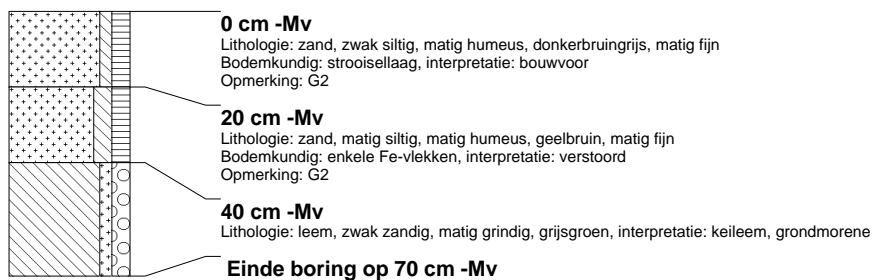 0 cm -Mv
Lithologie: zand, zwak siltig, matig humeus, donkerbruingrijs, matig fijn
Bodemkundig: strooisellaag, interpretatie: bouwvoor
Opmerking: G2
20 cm -Mv
Lithologie: zand, matig siltig, matig humeus, geelbruin, matig fijn
Bodemkundig: enkele Fe-vlekken, interpretatie: verstoord
Opmerking: G2
40 cm -Mv
Lithologie: leem, zwak zandig, matig grindig, grijsgroen, interpretatie: keileem, grondmorene
Einde boring op 70 cm -Mv